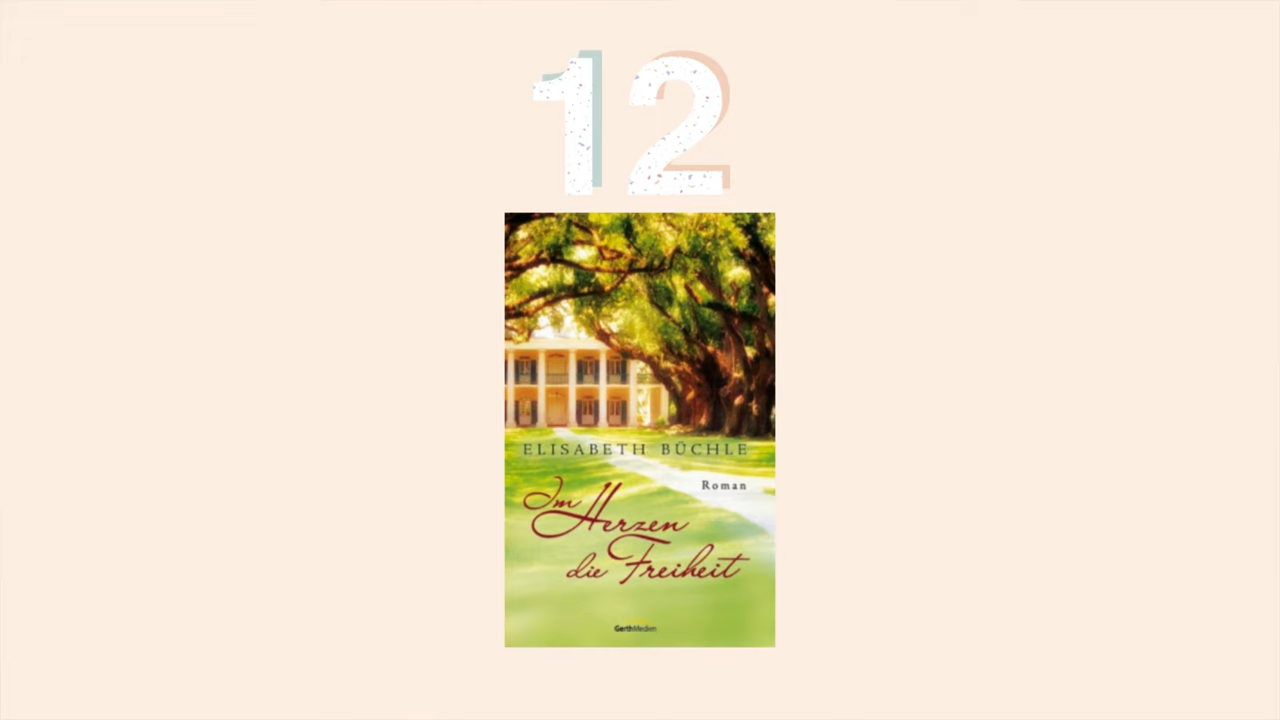 12
ELISABETH BÜCHLE
Roman
Im Herzen
die Freiheit
GerthMedien